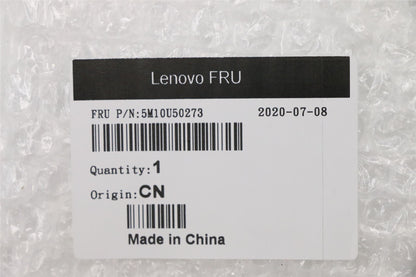 Lenovo FRU
FRU P/N:5M10U50273 2020-07-08
Quantity:1
Origin:CN
Made in China